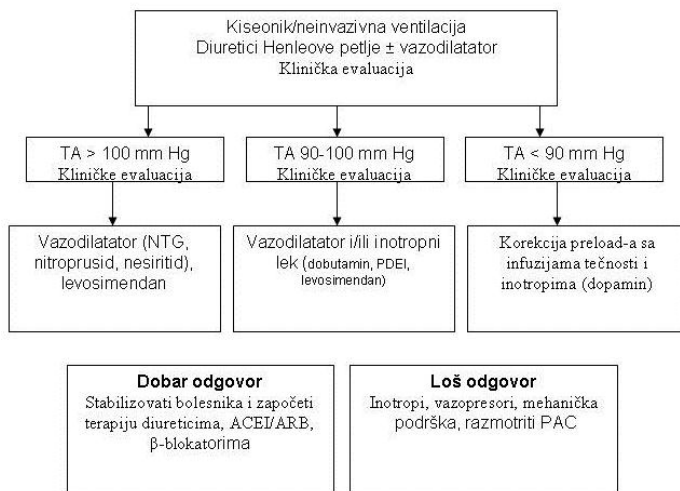 Kiseonik/neinvazivna ventilacija
Diuretici Henleove petlje ± vazodilatator
Klinička evaluacija
TA > 100 mm Hg
Kliničke evaluacija
TA 90-100 mm Hg
Kliničke evaluacija
TA < 90 mm Hg
Kliničke evaluacija
Vazodilatator (NTG,
nitroprusid, nesiritid),
levosimendan
Vazodilatator i/ili inotropni
lek (dobutamin, PDEI,
levosimendan)
Korekcija preload-a sa
infuzijama tečnosti i
inotropima (dopamin)
Dobar odgovor
Stabilizovati bolesnika i započeti
terapiju diureticima, ACEI/ARB,
β-blokatorima
Loš odgovor
Inotropi, vazopresori, mehanička
podrška, razmotriti PAC